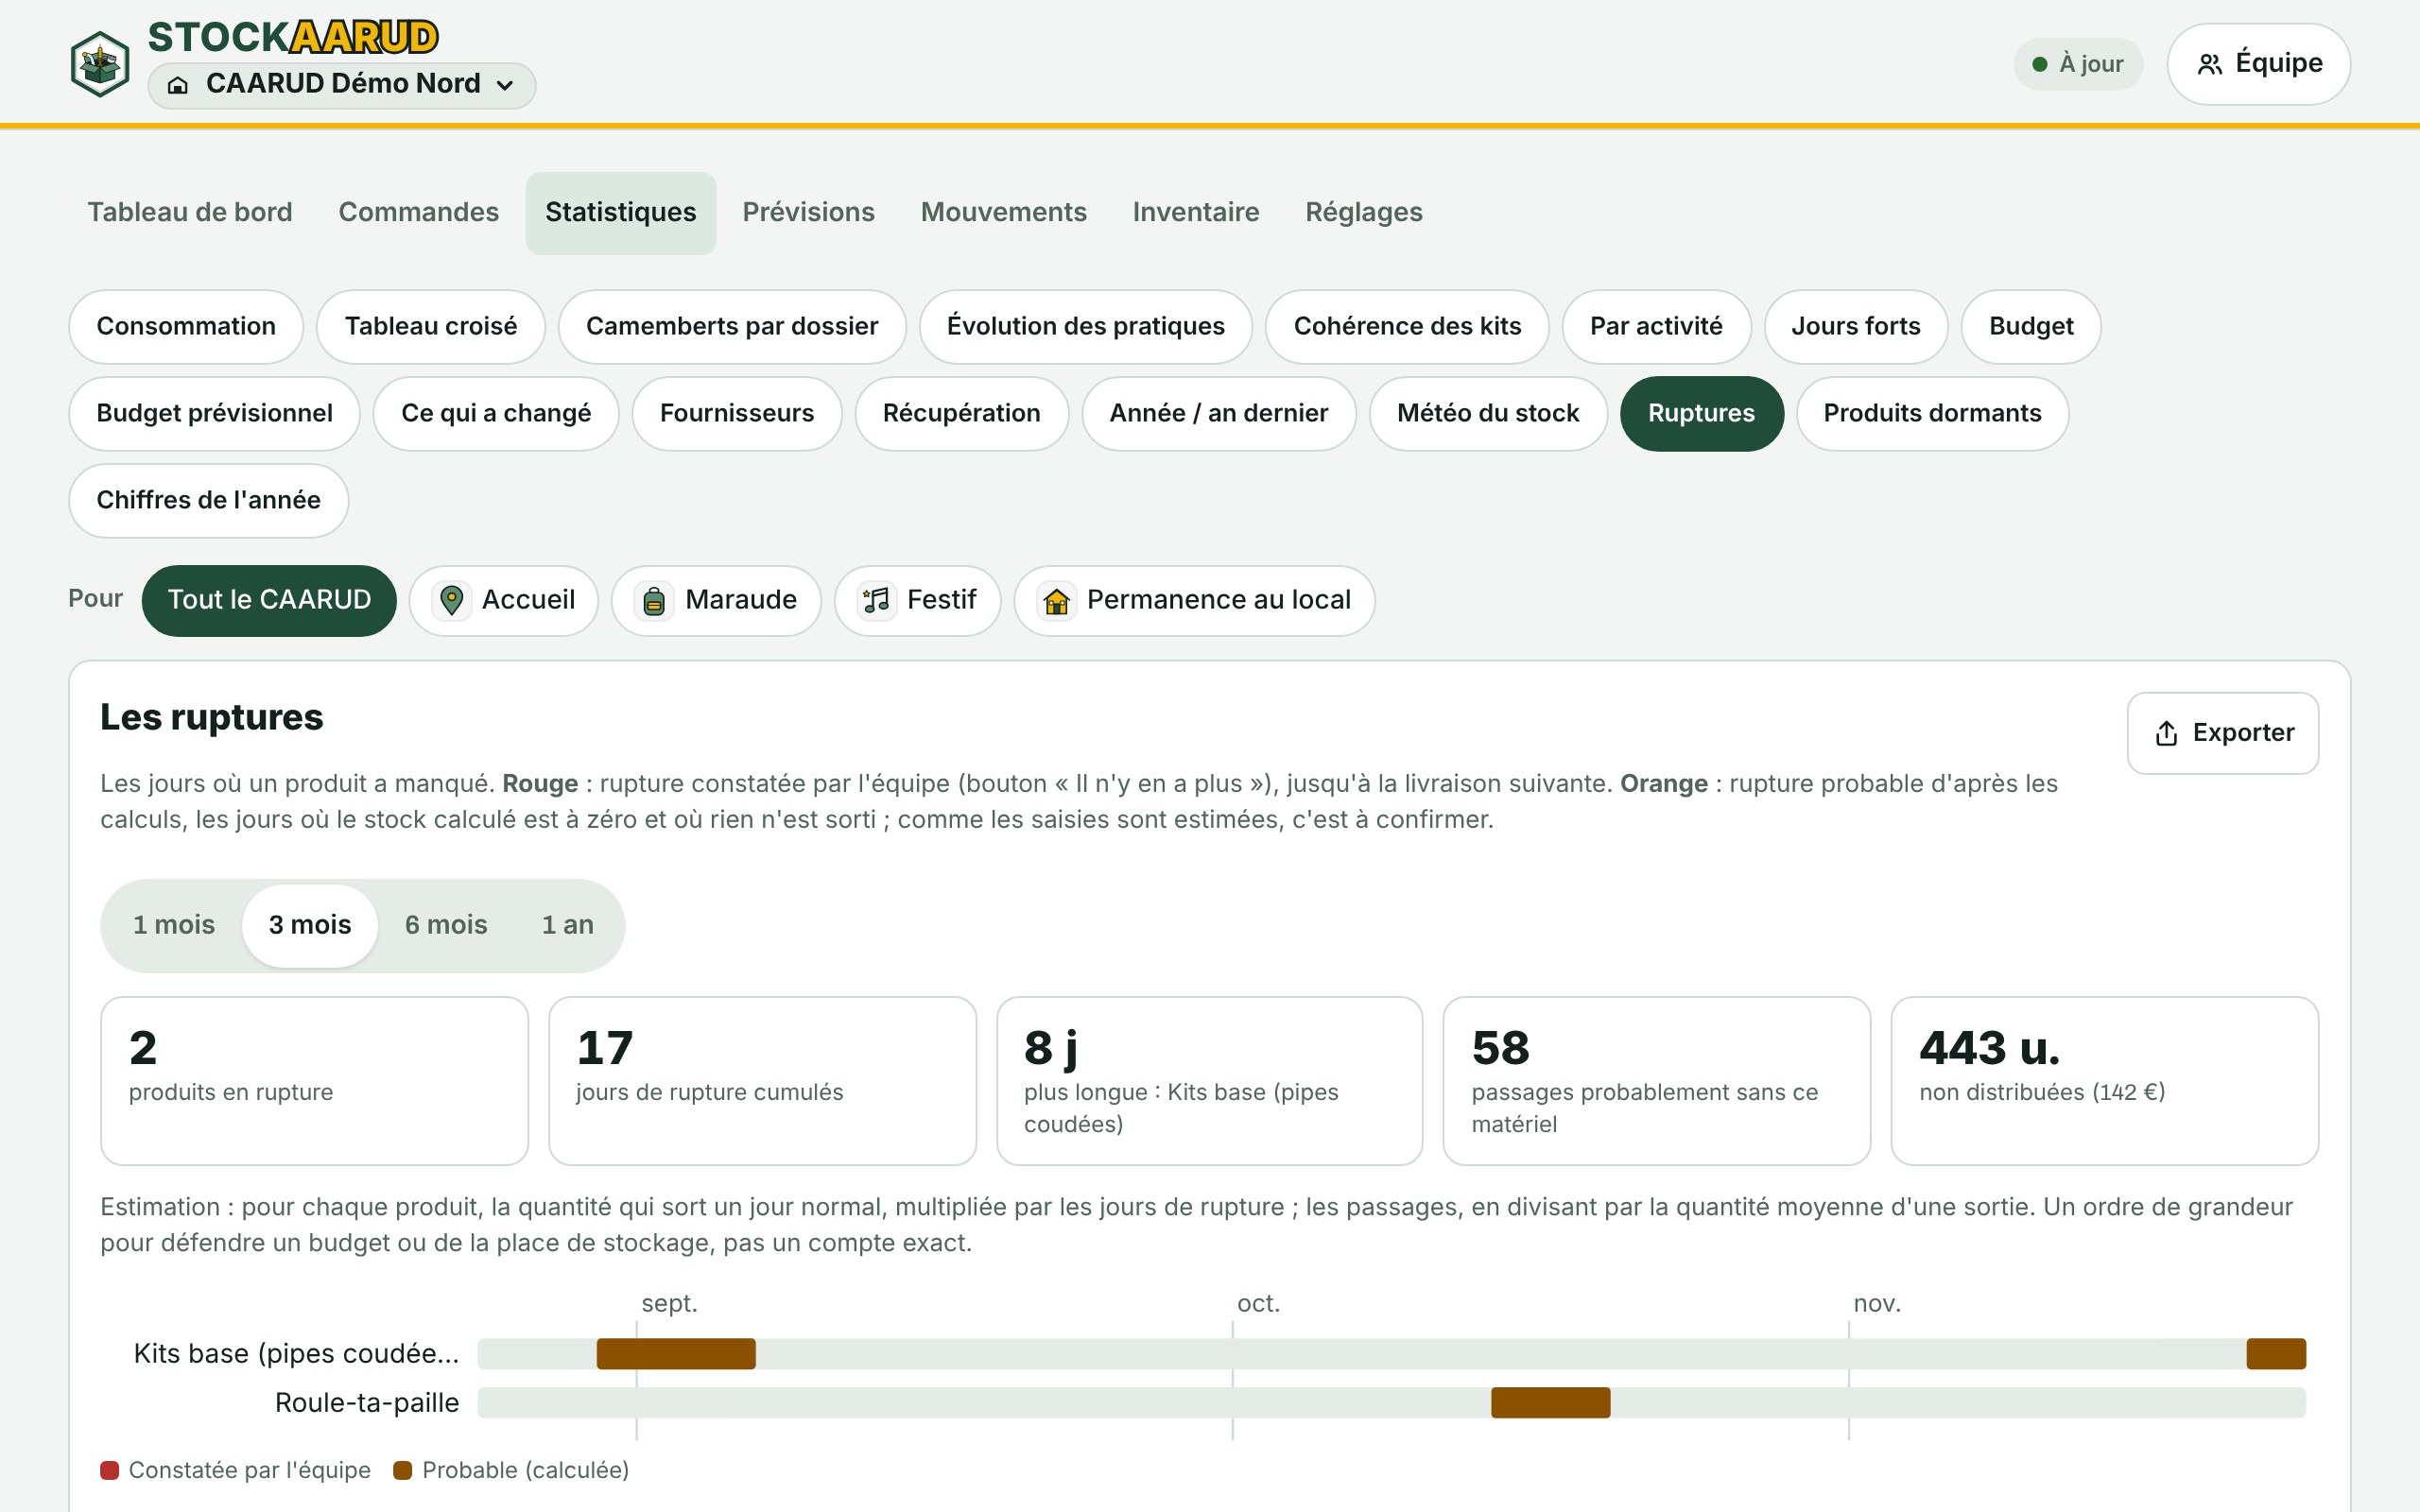 STOCKAARUD
CAARUD Démo Nord
À jour
Équipe
Tableau de bord
Commandes
Statistiques
Prévisions
Mouvements
Inventaire
Réglages
Consommation
Tableau croisé
Camemberts par dossier
Évolution des pratiques
Cohérence des kits
Par activité
Jours forts
Budget
Budget prévisionnel
Ce qui a changé
Fournisseurs
Récupération
Année / an dernier
Météo du stock
Ruptures
Produits dormants
Chiffres de l'année
Pour
Tout le CAARUD
Accueil
Maraude
Festif
Permanence au local
Les ruptures
Exporter
Les jours où un produit a manqué. Rouge : rupture constatée par l'équipe (bouton « Il n'y en a plus »), jusqu'à la livraison suivante. Orange : rupture probable d'après les
calculs, les jours où le stock calculé est à zéro et où rien n'est sorti ; comme les saisies sont estimées, c'est à confirmer.
1 mois
3 mois
6 mois
1 an
2
produits en rupture
17
jours de rupture cumulés
8 j
plus longue : Kits base (pipes
coudées)
58
passages probablement sans ce
matériel
443 u.
non distribuées (142 €)
Estimation : pour chaque produit, la quantité qui sort un jour normal, multipliée par les jours de rupture ; les passages, en divisant par la quantité moyenne d'une sortie. Un ordre de grandeur
pour défendre un budget ou de la place de stockage, pas un compte exact.
sept.
oct.
nov.
Kits base (pipes coudée...
Roule-ta-paille
Constatée par l'équipe
Probable (calculée)